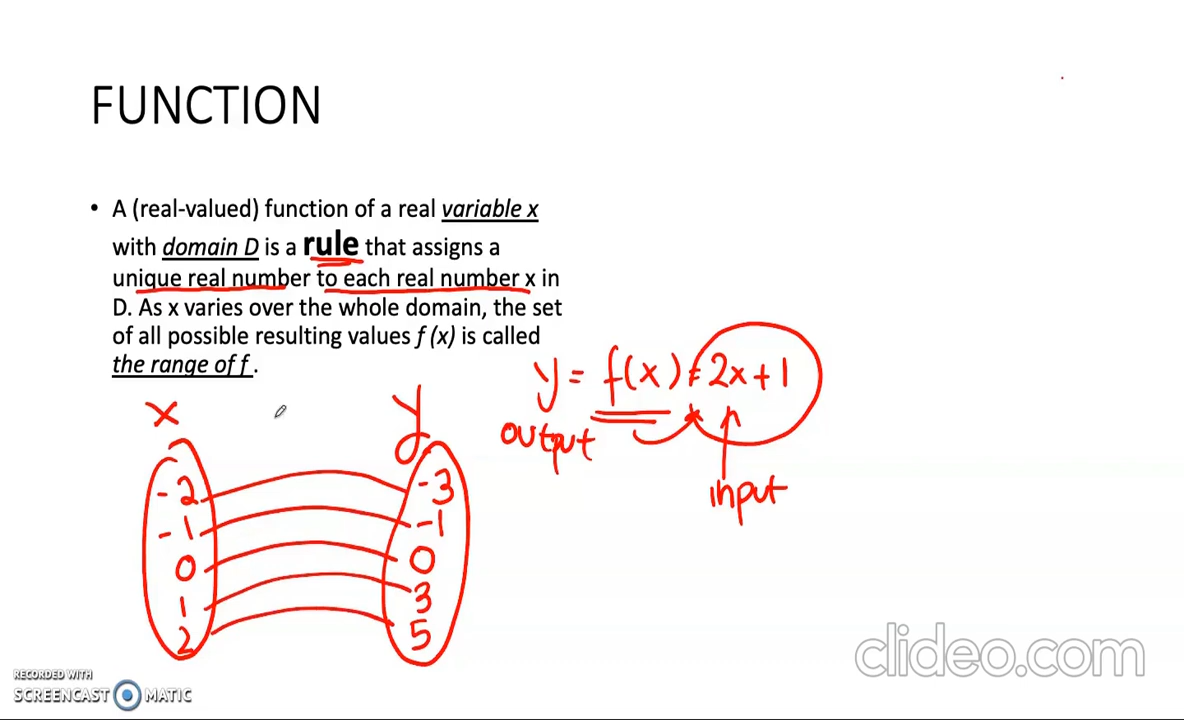 FUNCTION
• A (real-valued) function of a real variable x
with domain D is a rule that assigns a
unique real number to each real number x in
D. As x varies over the whole domain, the set
of all possible resulting values f (x) is called
the range of f .
y = f(x) = 2x + 1
output
input
x y
-2 -3
-1 -1
0 0
1 3
2 5
clideo.com
RECORDED WITH
SCREENCAST MATIC